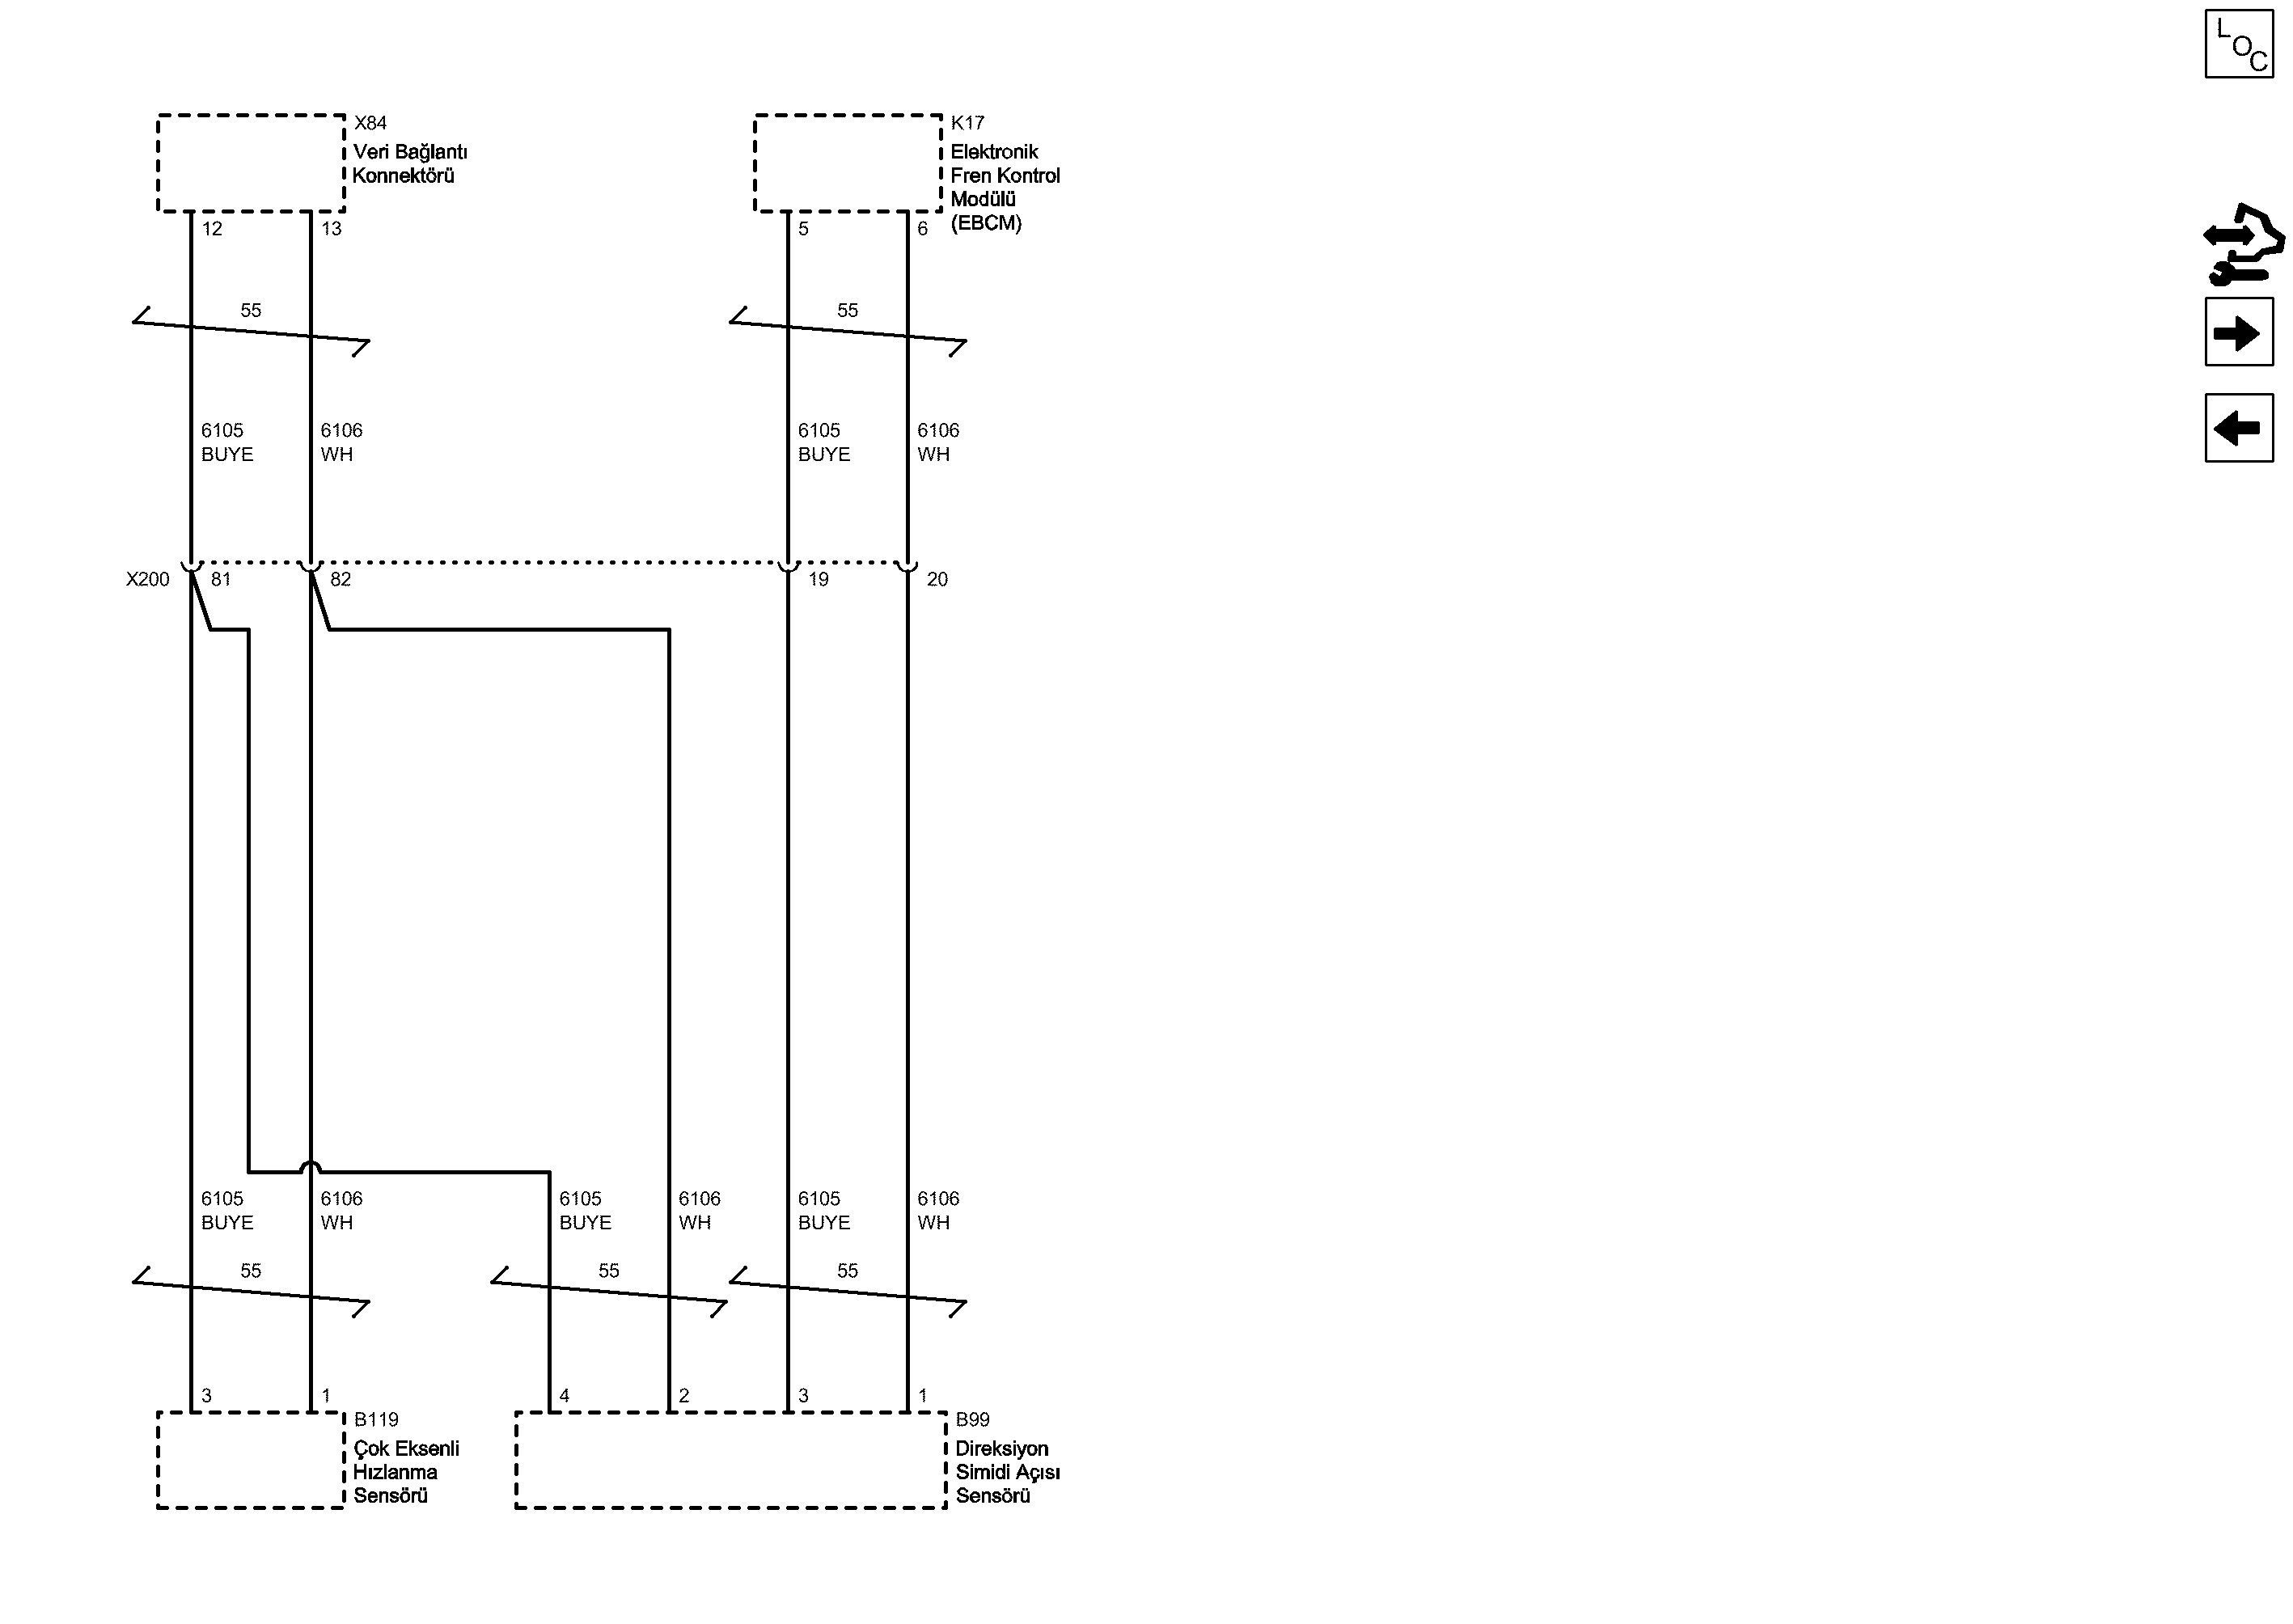 LOC
X84
Veri Bağlantı
Konnektörü
K17
Elektronik
Fren Kontrol
Modülü
(EBCM)
12 13 5 6
55 55
6105 6106 6105 6106
BUYE WH BUYE WH
X200 81 82 19 20
6105 6106 6105 6106 6105 6106
BUYE WH BUYE WH BUYE WH
55 55 55
3 1 4 2 3 1
B119
Çok Eksenli
Hızlanma
Sensörü
B99
Direksiyon
Simidi Açısı
Sensörü